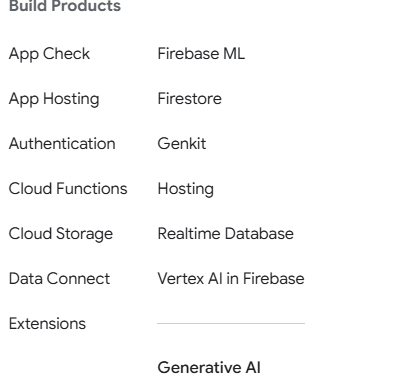 Build Products
App Check
App Hosting
Authentication
Cloud Functions
Cloud Storage
Data Connect
Extensions
Firebase ML
Firestore
Genkit
Hosting
Realtime Database
Vertex AI in Firebase
Generative AI